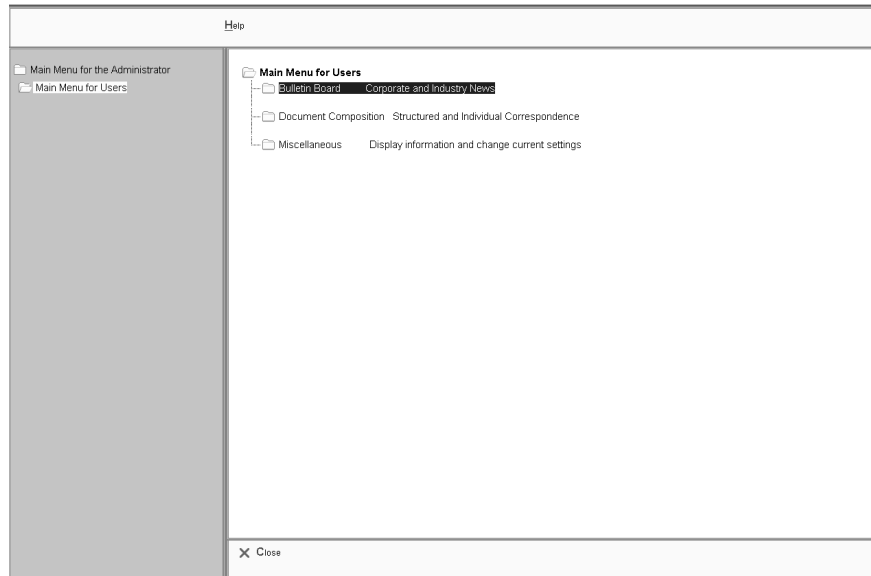 Help
Main Menu for the Administrator
Main Menu for Users
Main Menu for Users
Bulletin Board Corporate and Industry News
Document Composition Structured and Individual Correspondence
Miscellaneous Display information and change current settings
Close